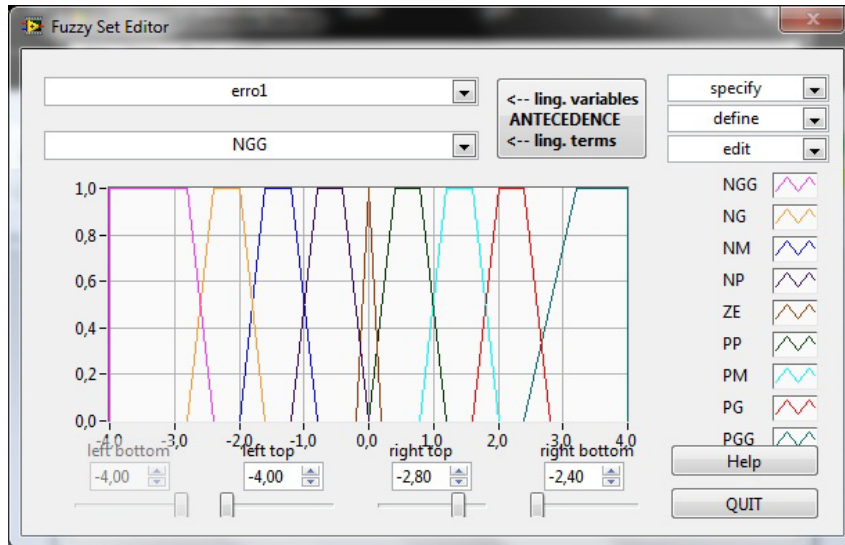 Fuzzy Set Editor
erro1
<-- ling. variables
ANTECEDENCE
<-- ling. terms
specify
define
edit
NGG
NGG
NG
NM
NP
ZE
PP
PM
PG
PGG
1,0
0,8
0,6
0,4
0,2
0,0
-4,0 -3,0 -2,0 -1,0 0,0 1,0 2,0 3,0 4,0
left bottom left top right top right bottom
-4,00 -4,00 -2,80 -2,40
Help
QUIT